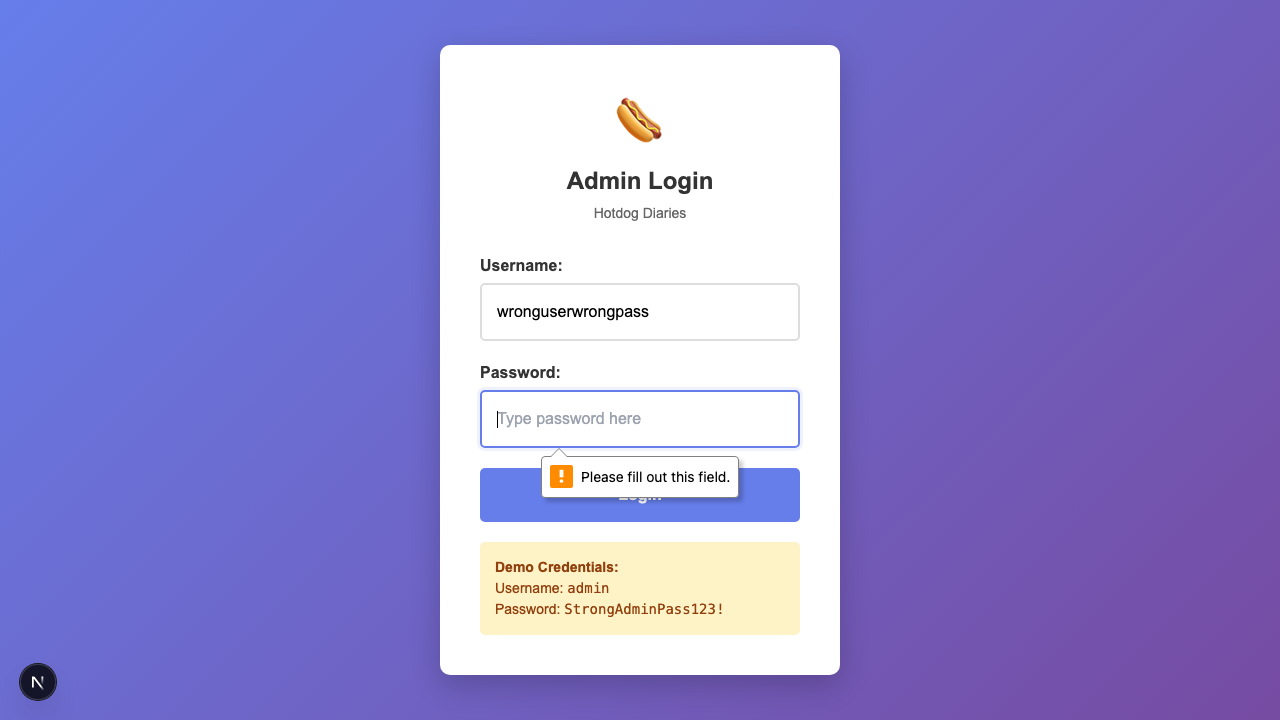 Admin Login
Hotdog Diaries
Username:
wronguserwrongpass
Password:
Type password here
Please fill out this field.
Login
Demo Credentials:
Username: admin
Password: StrongAdminPass123!
N